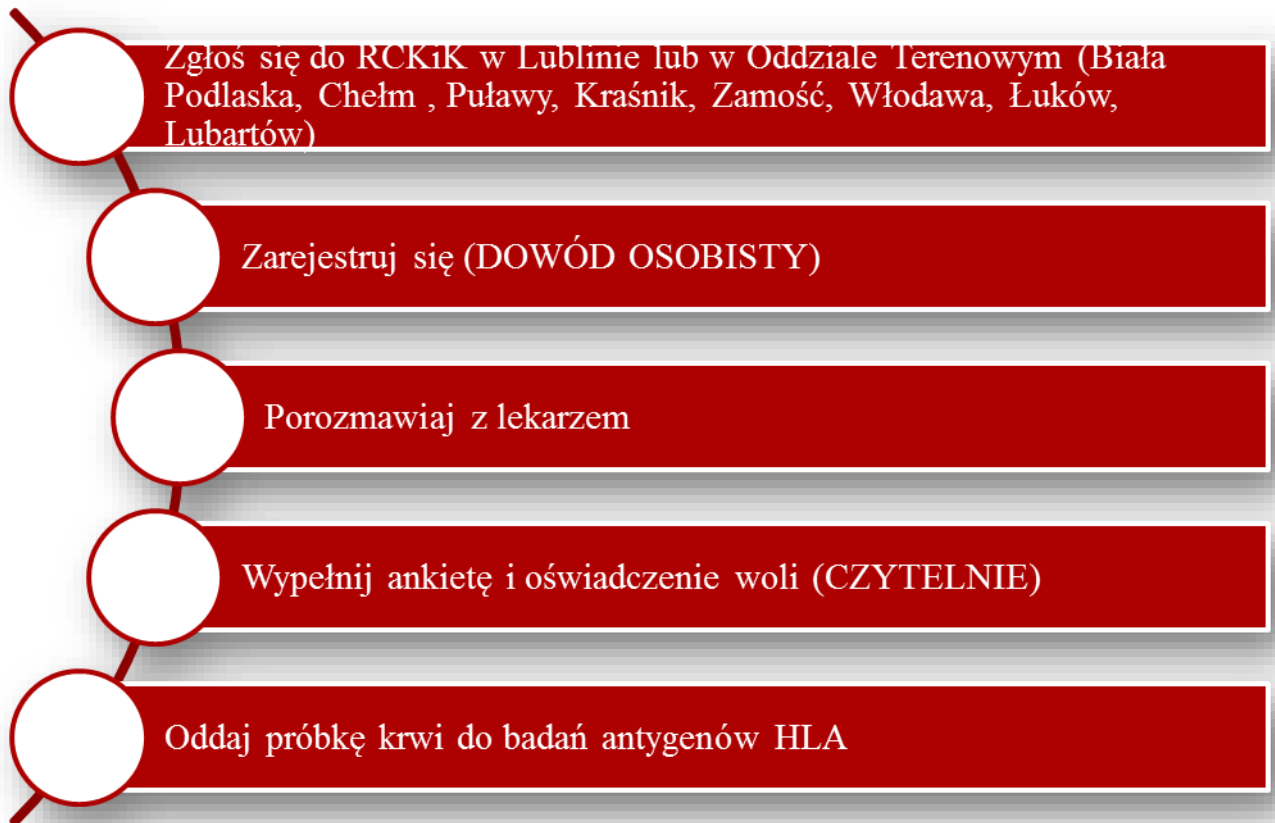 Zgłoś się do RCKiK w Lublinie lub w Oddziale Terenowym (Biała
Podlaska, Chełm , Puławy, Kraśnik, Zamość, Włodawa, Łuków,
Lubartów)
Zarejestruj się (DOWÓD OSOBISTY)
Porozmawiaj z lekarzem
Wypełnij ankietę i oświadczenie woli (CZYTELNIE)
Oddaj próbkę krwi do badań antygenów HLA